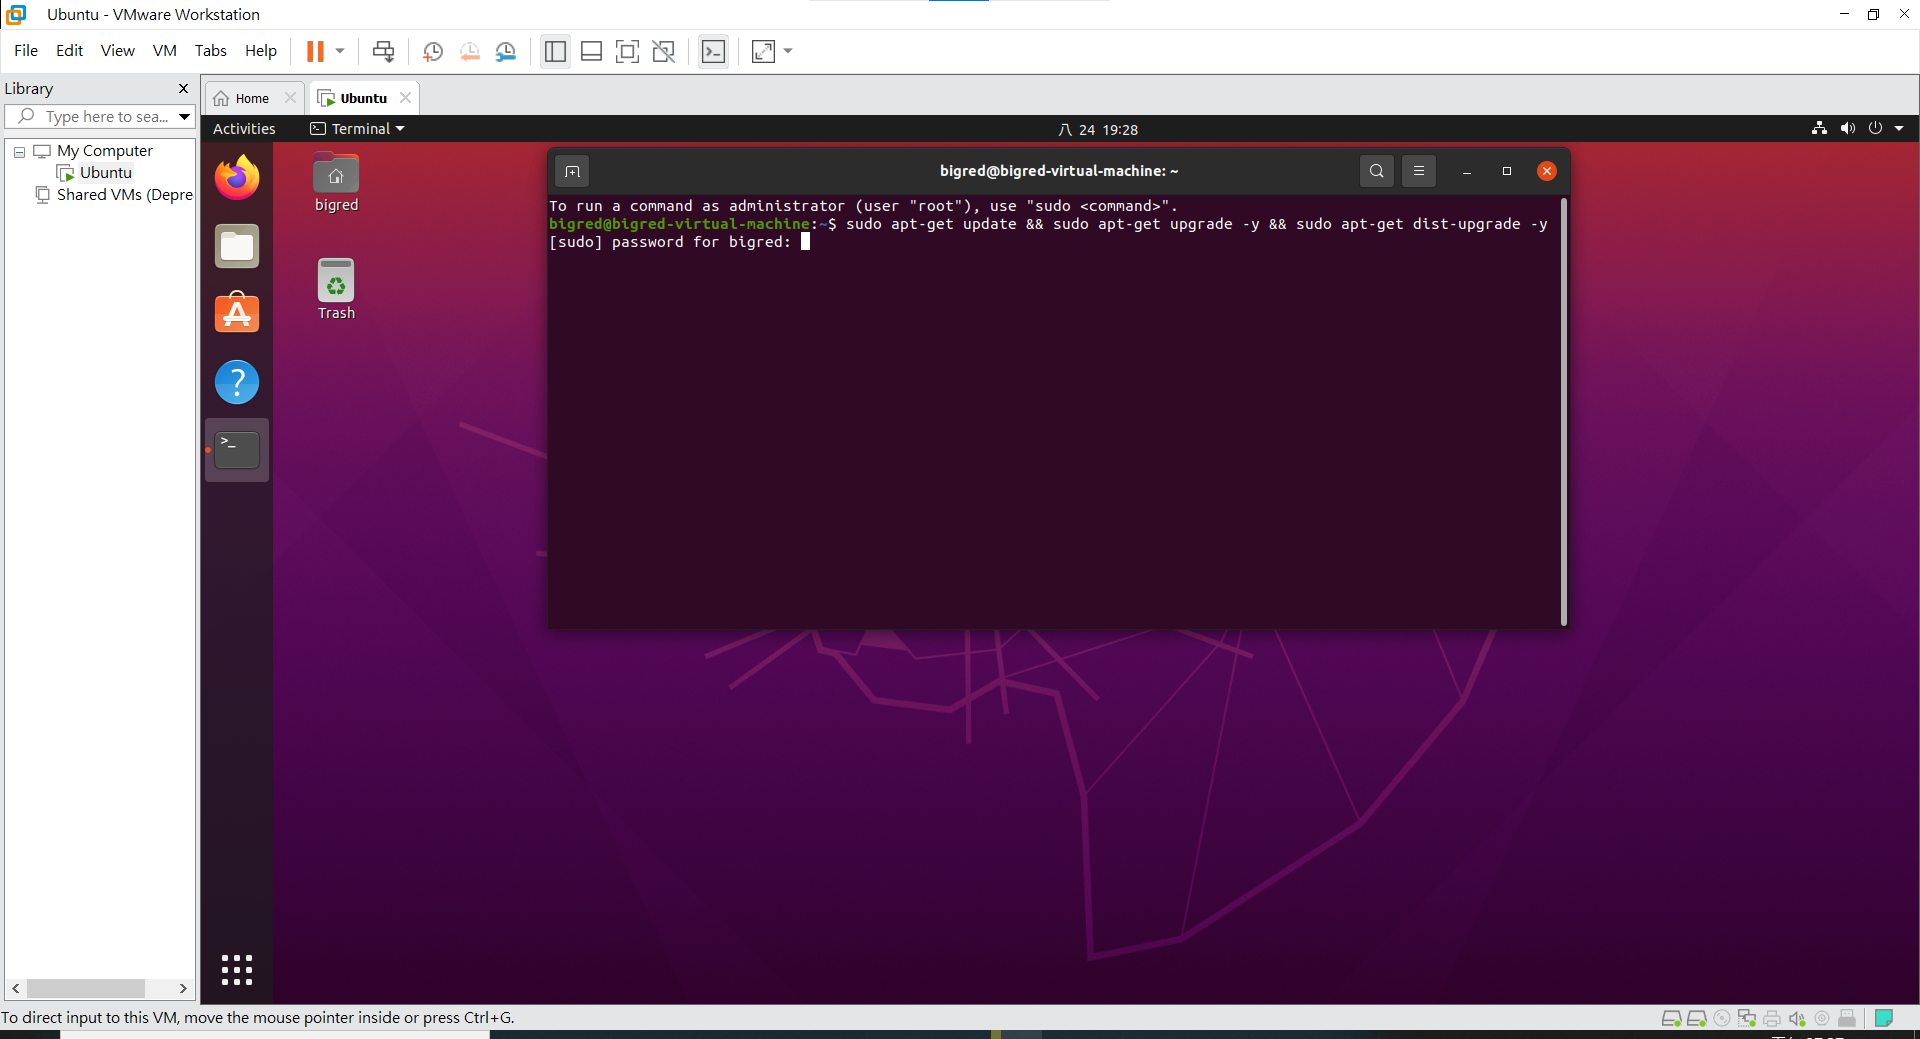 Ubuntu - VMware Workstation
File Edit View VM Tabs Help
Library
Type here to sea...
My Computer
Ubuntu
Shared VMs (Depre
Home
Ubuntu
Activities
Terminal
八 24 19:28
bigred
Trash
bigred@bigred-virtual-machine: ~
To run a command as administrator (user "root"), use "sudo <command>".
bigred@bigred-virtual-machine:~$ sudo apt-get update && sudo apt-get upgrade -y && sudo apt-get dist-upgrade -y
[sudo] password for bigred:
To direct input to this VM, move the mouse pointer inside or press Ctrl+G.